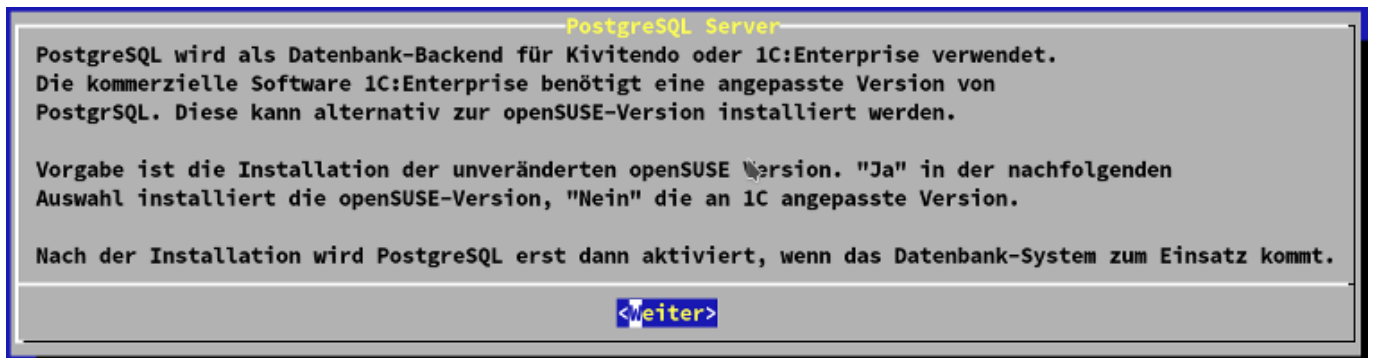 PostgreSQL Server
PostgreSQL wird als Datenbank-Backend für Kivitendo oder 1C:Enterprise verwendet.
Die kommerzielle Software 1C:Enterprise benötigt eine angepasste Version von
PostgrSQL. Diese kann alternativ zur openSUSE-Version installiert werden.
Vorgabe ist die Installation der unveränderten openSUSE Version. "Ja" in der nachfolgenden
Auswahl installiert die openSUSE-Version, "Nein" die an 1C angepasste Version.
Nach der Installation wird PostgreSQL erst dann aktiviert, wenn das Datenbank-System zum Einsatz kommt.
<Weiter>